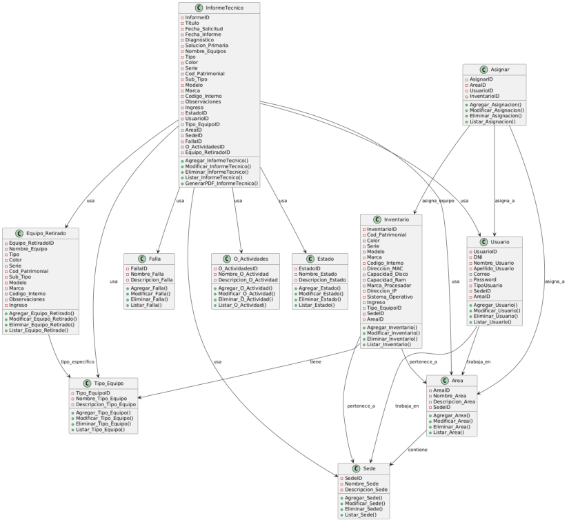 InformeTecnico
InformeID
Titulo
Fecha_Solicitud
Fecha_Informe
Diagnostico
Solucion_Primaria
Nombre_Equipos
Tipo
Color
Serie
Cod_Patrimonial
Sub_Tipo
Modelo
Marca
Codigo_Interno
Observaciones
Ingreso
EstadoID
UsuarioID
Tipo_EquipoID
AreaID
SedeID
FallaID
O_ActividadesID
Equipo_RetiradoID
Agregar_InformeTecnico()
Modificar_InformeTecnico()
Eliminar_InformeTecnico()
Listar_InformeTecnico()
GenerarPDF_InformeTecnico()
Asignar
AsignarID
AreaID
UsuarioID
InventarioID
Agregar_Asignacion()
Modificar_Asignacion()
Eliminar_Asignacion()
Listar_Asignacion()
usa
usa
usa
usa
asigna_equipo
usa
asigna_a
Equipo_Retirado
Equipo_RetiradoID
Nombre_Equipo
Tipo
Color
Serie
Cod_Patrimonial
Sub_Tipo
Modelo
Marca
Codigo_Interno
Observaciones
Ingreso
Agregar_Equipo_Retirado()
Modificar_Equipo_Retirado()
Eliminar_Equipo_Retirado()
Listar_Equipo_Retirado()
usa
Falla
FallaID
Nombre_Falla
Descripcion_Falla
Agregar_Falla()
Modificar_Falla()
Eliminar_Falla()
Listar_Falla()
O_Actividades
O_ActividadesID
Nombre_O_Actividad
Descripcion_O_Actividad
Agregar_O_Actividad()
Modificar_O_Actividad()
Eliminar_O_Actividad()
Listar_O_Actividad()
Estado
EstadoID
Nombre_Estado
Descripcion_Estado
Agregar_Estado()
Modificar_Estado()
Eliminar_Estado()
Listar_Estado()
Inventario
InventarioID
Cod_Patrimonial
Color
Serie
Modelo
Marca
Codigo_Interno
Direccion_MAC
Capacidad_Disco
Capacidad_Ram
Marca_Procesador
Direccion_IP
Sistema_Operativo
Ingreso
Tipo_EquipoID
SedeID
AreaID
Agregar_Inventario()
Modificar_Inventario()
Eliminar_Inventario()
Listar_Inventario()
Usuario
UsuarioID
DNI
Nombre_Usuario
Apellido_Usuario
Correo
Password
TipoUsuario
SedeID
AreaID
Agregar_Usuario()
Modificar_Usuario()
Eliminar_Usuario()
Listar_Usuario()
asigna_a
tipo_especifico
usa
tiene
pertenece_a
trabaja_en
Tipo_Equipo
Tipo_EquipoID
Nombre_Tipo_Equipo
Descripcion_Tipo_Equipo
Agregar_Tipo_Equipo()
Modificar_Tipo_Equipo()
Eliminar_Tipo_Equipo()
Listar_Tipo_Equipo()
pertenece_a
trabaja_en
Area
AreaID
Nombre_Area
Descripcion_Area
SedeID
Agregar_Area()
Modificar_Area()
Eliminar_Area()
Listar_Area()
contiene
Sede
SedeID
Nombre_Sede
Descripcion_Sede
Agregar_Sede()
Modificar_Sede()
Eliminar_Sede()
Listar_Sede()